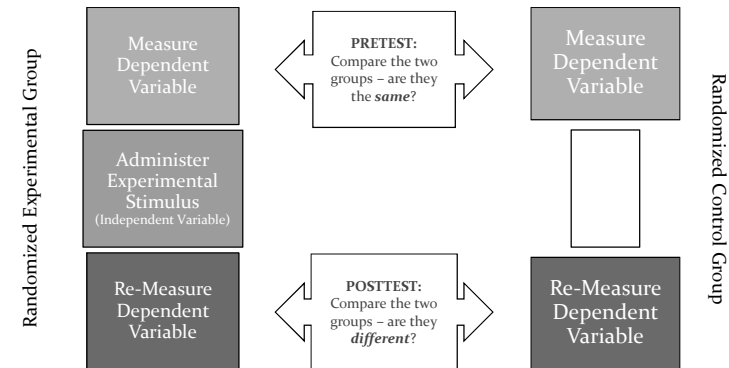 Randomized Experimental Group
Measure
Dependent
Variable
PRETEST:
Compare the two
groups – are they
the same?
Measure
Dependent
Variable
Administer
Experimental
Stimulus
(Independent Variable)
Re-Measure
Dependent
Variable
POSTTEST:
Compare the two
groups – are they
different?
Re-Measure
Dependent
Variable
Randomized Control Group